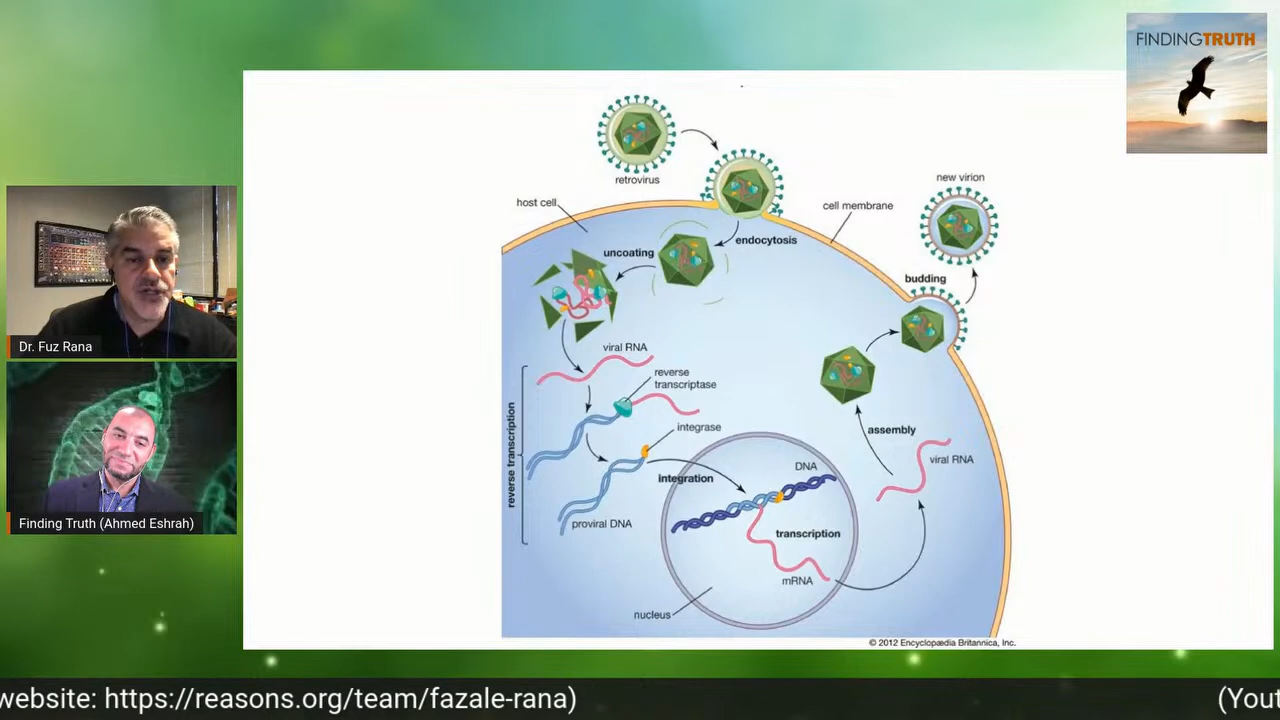 FINDINGTRUTH
retrovirus
new virion
host cell
cell membrane
endocytosis
uncoating
budding
viral RNA
reverse
transcriptase
integrase
reverse transcription
assembly
viral RNA
DNA
integration
proviral DNA
transcription
mRNA
nucleus
© 2012 Encyclopædia Britannica, Inc.
Dr. Fuz Rana
Finding Truth (Ahmed Eshrah)
website: https://reasons.org/team/fazale-rana)
(Yout